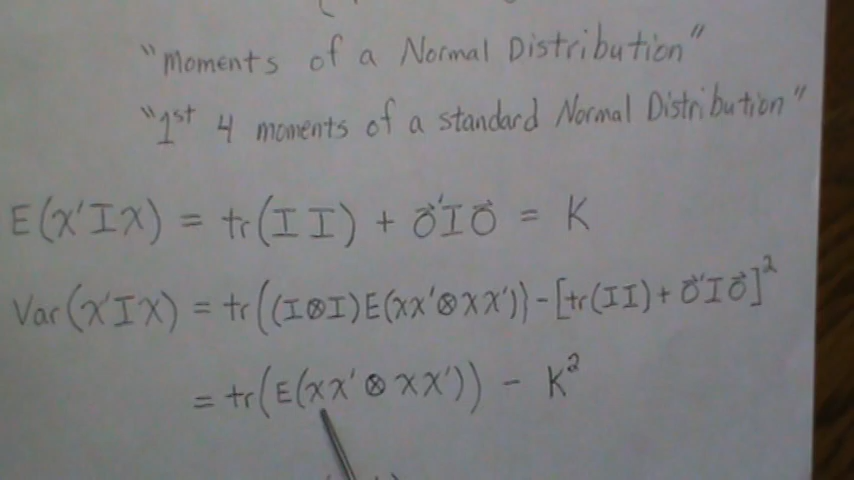 "Moments of a Normal Distribution"
"1st 4 moments of a standard Normal Distribution"
E(X'IX) = tr(II) + 0⃗'I0⃗ = K
Var(X'IX) = tr((I⊗I)E(XX'⊗XX')) - [tr(II) + 0⃗'I0⃗]²
= tr(E(XX' ⊗ XX')) - K²